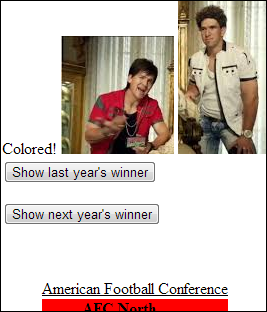 Colored!
Show last year's winner
Show next year's winner
American Football Conference
AFC North